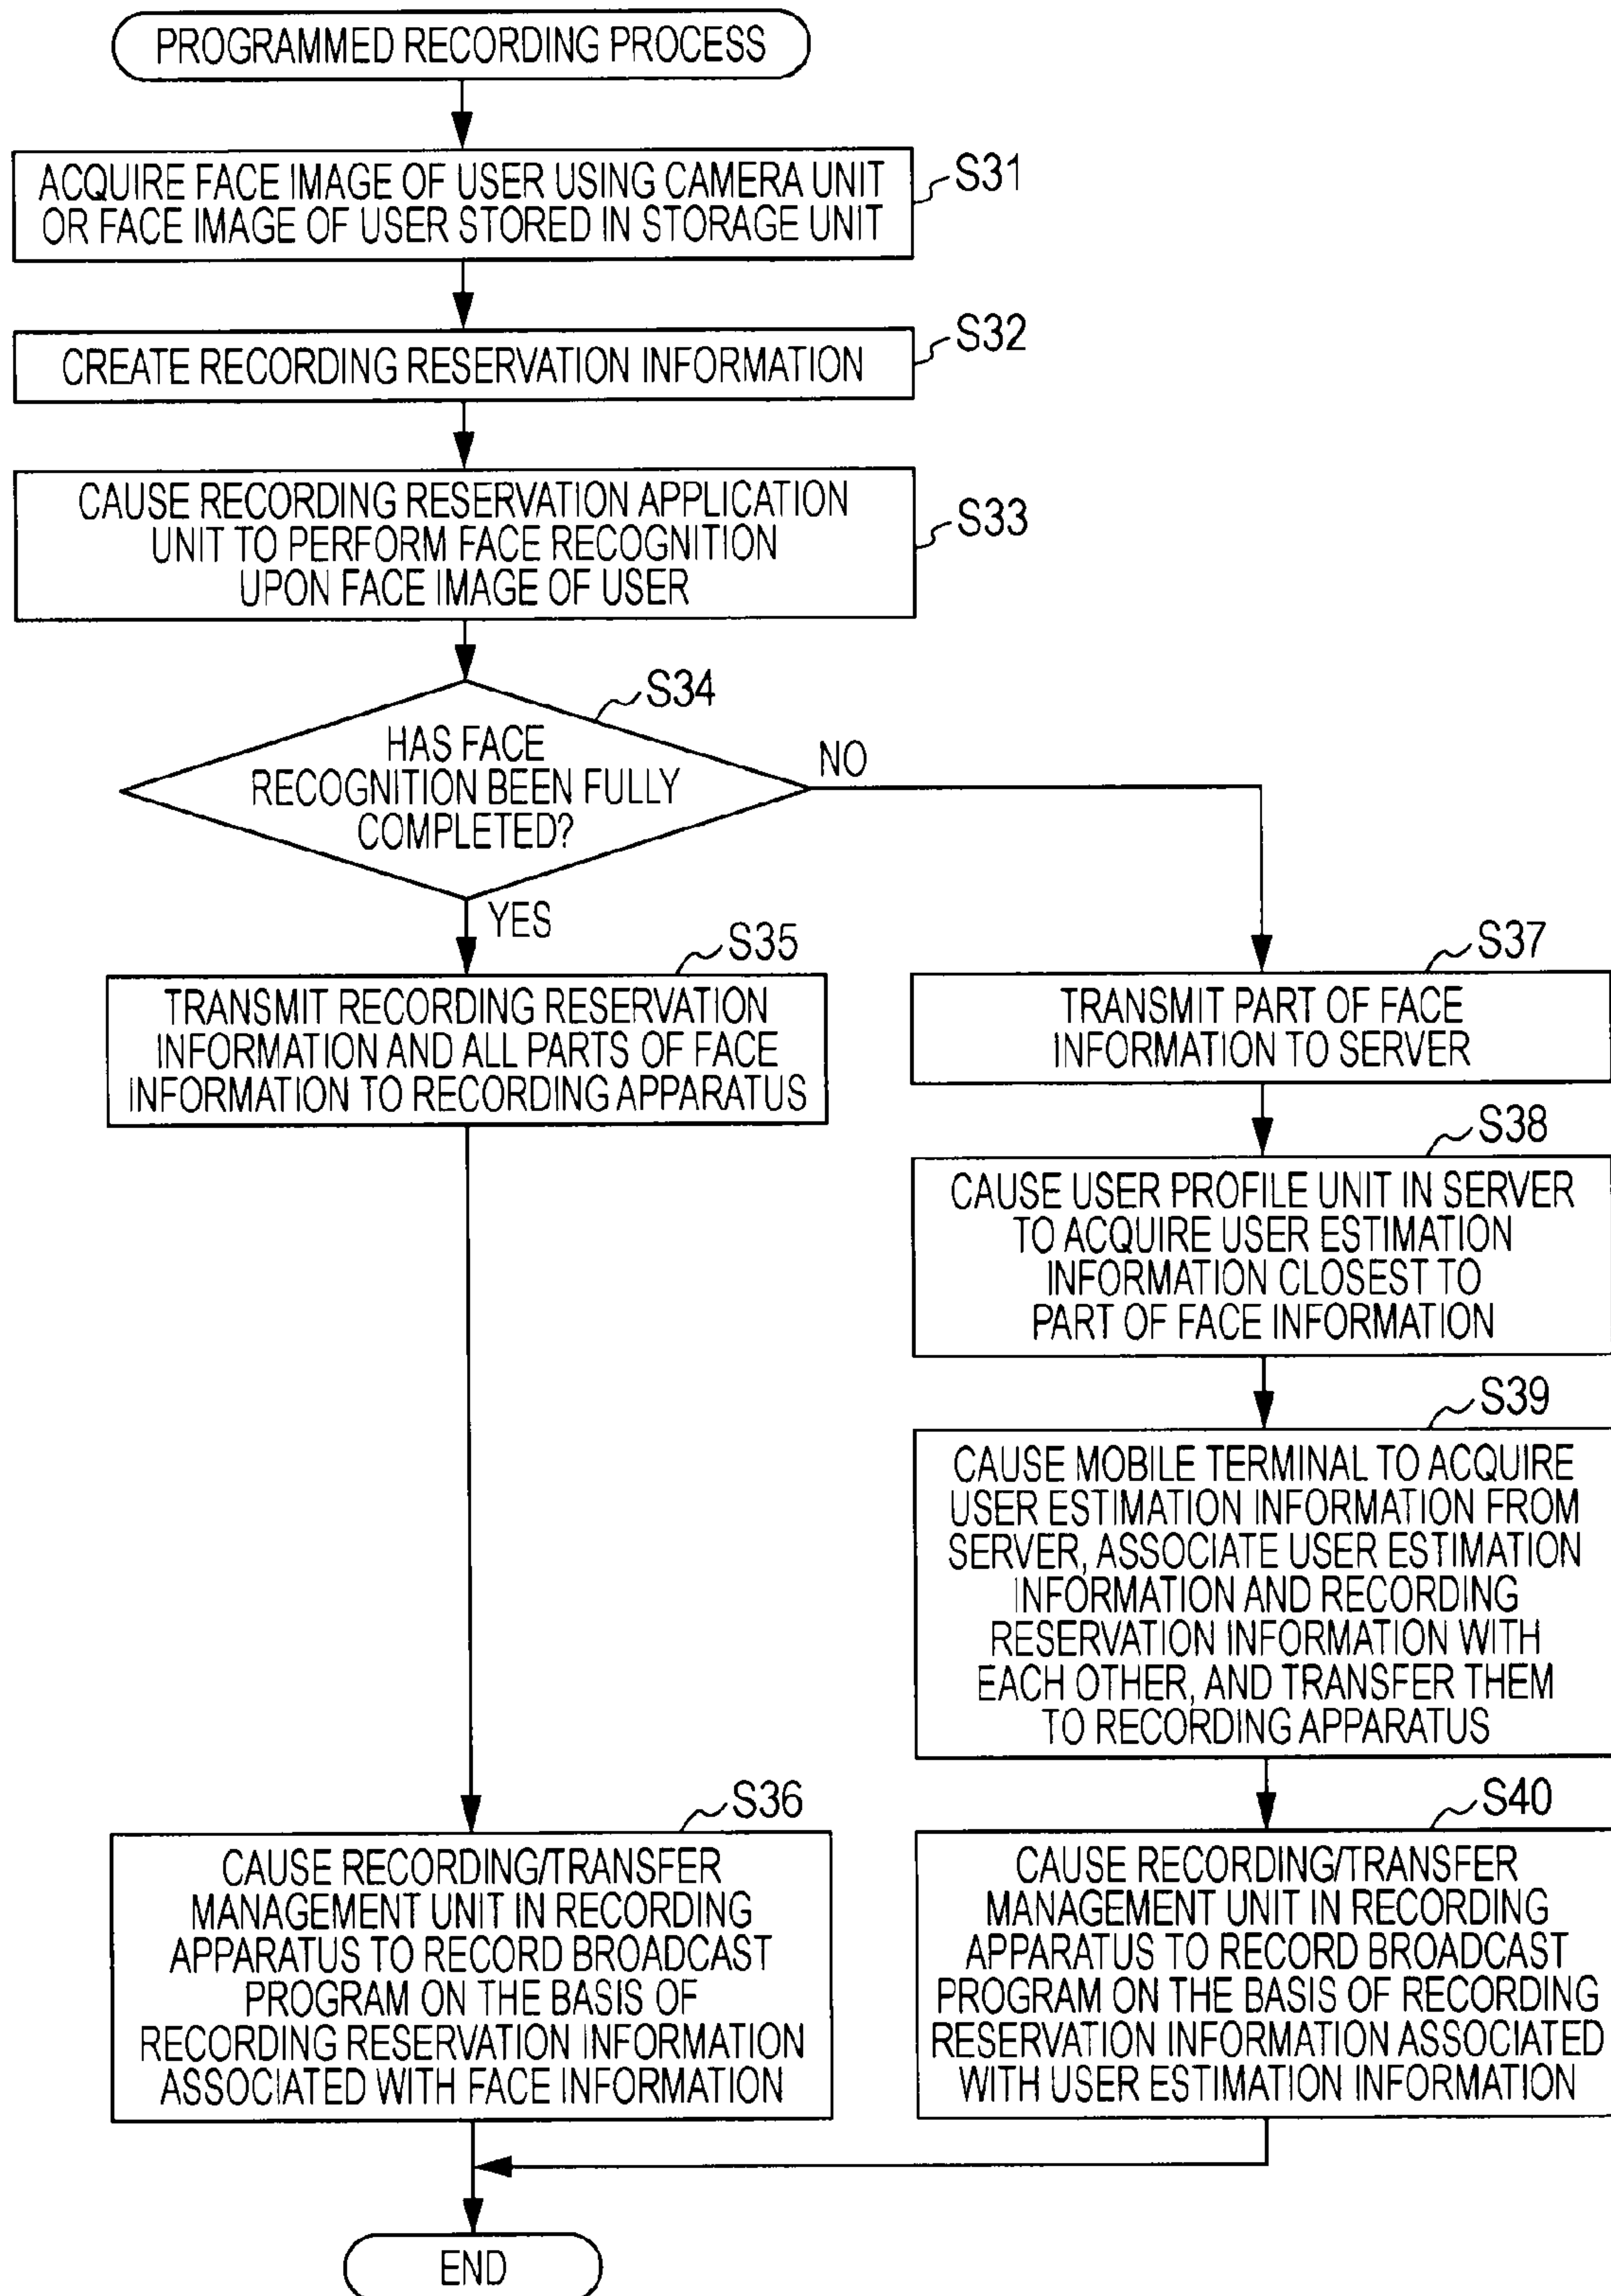 PROGRAMMED RECORDING PROCESS
ACQUIRE FACE IMAGE OF USER USING CAMERA UNIT
OR FACE IMAGE OF USER STORED IN STORAGE UNIT
S31
CREATE RECORDING RESERVATION INFORMATION
S32
CAUSE RECORDING RESERVATION APPLICATION
UNIT TO PERFORM FACE RECOGNITION
UPON FACE IMAGE OF USER
S33
S34
HAS FACE
RECOGNITION BEEN FULLY
COMPLETED?
NO
YES
S35
TRANSMIT RECORDING RESERVATION
INFORMATION AND ALL PARTS OF FACE
INFORMATION TO RECORDING APPARATUS
S37
TRANSMIT PART OF FACE
INFORMATION TO SERVER
S38
CAUSE USER PROFILE UNIT IN SERVER
TO ACQUIRE USER ESTIMATION
INFORMATION CLOSEST TO
PART OF FACE INFORMATION
S39
CAUSE MOBILE TERMINAL TO ACQUIRE
USER ESTIMATION INFORMATION FROM
SERVER, ASSOCIATE USER ESTIMATION
INFORMATION AND RECORDING
RESERVATION INFORMATION WITH
EACH OTHER, AND TRANSFER THEM
TO RECORDING APPARATUS
S36
CAUSE RECORDING/TRANSFER
MANAGEMENT UNIT IN RECORDING
APPARATUS TO RECORD BROADCAST
PROGRAM ON THE BASIS OF
RECORDING RESERVATION INFORMATION
ASSOCIATED WITH FACE INFORMATION
S40
CAUSE RECORDING/TRANSFER
MANAGEMENT UNIT IN RECORDING
APPARATUS TO RECORD BROADCAST
PROGRAM ON THE BASIS OF RECORDING
RESERVATION INFORMATION ASSOCIATED
WITH USER ESTIMATION INFORMATION
END